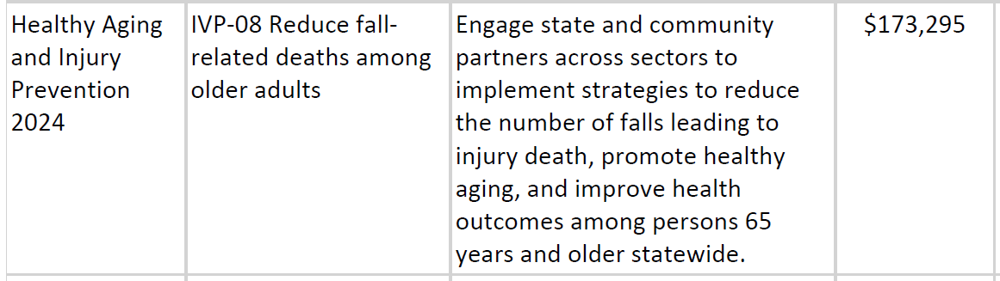 Healthy Aging
and Injury
Prevention
2024
IVP-08 Reduce fall-
related deaths among
older adults
Engage state and community
partners across sectors to
implement strategies to reduce
the number of falls leading to
injury death, promote healthy
aging, and improve health
outcomes among persons 65
years and older statewide.
$173,295